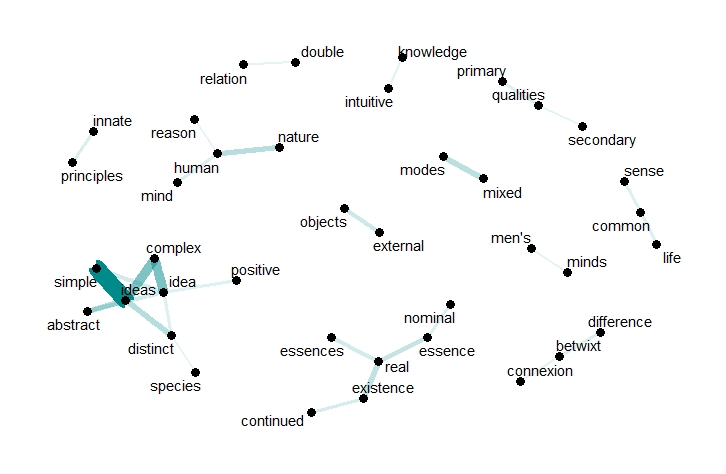 double
knowledge
relation
primary
intuitive
qualities
innate
reason
nature
secondary
human
modes
sense
principles
mind
mixed
objects
common
men's
external
complex
life
simple
ideas
idea
positive
minds
abstract
nominal
difference
distinct
essences
essence
betwixt
real
connexion
species
existence
continued